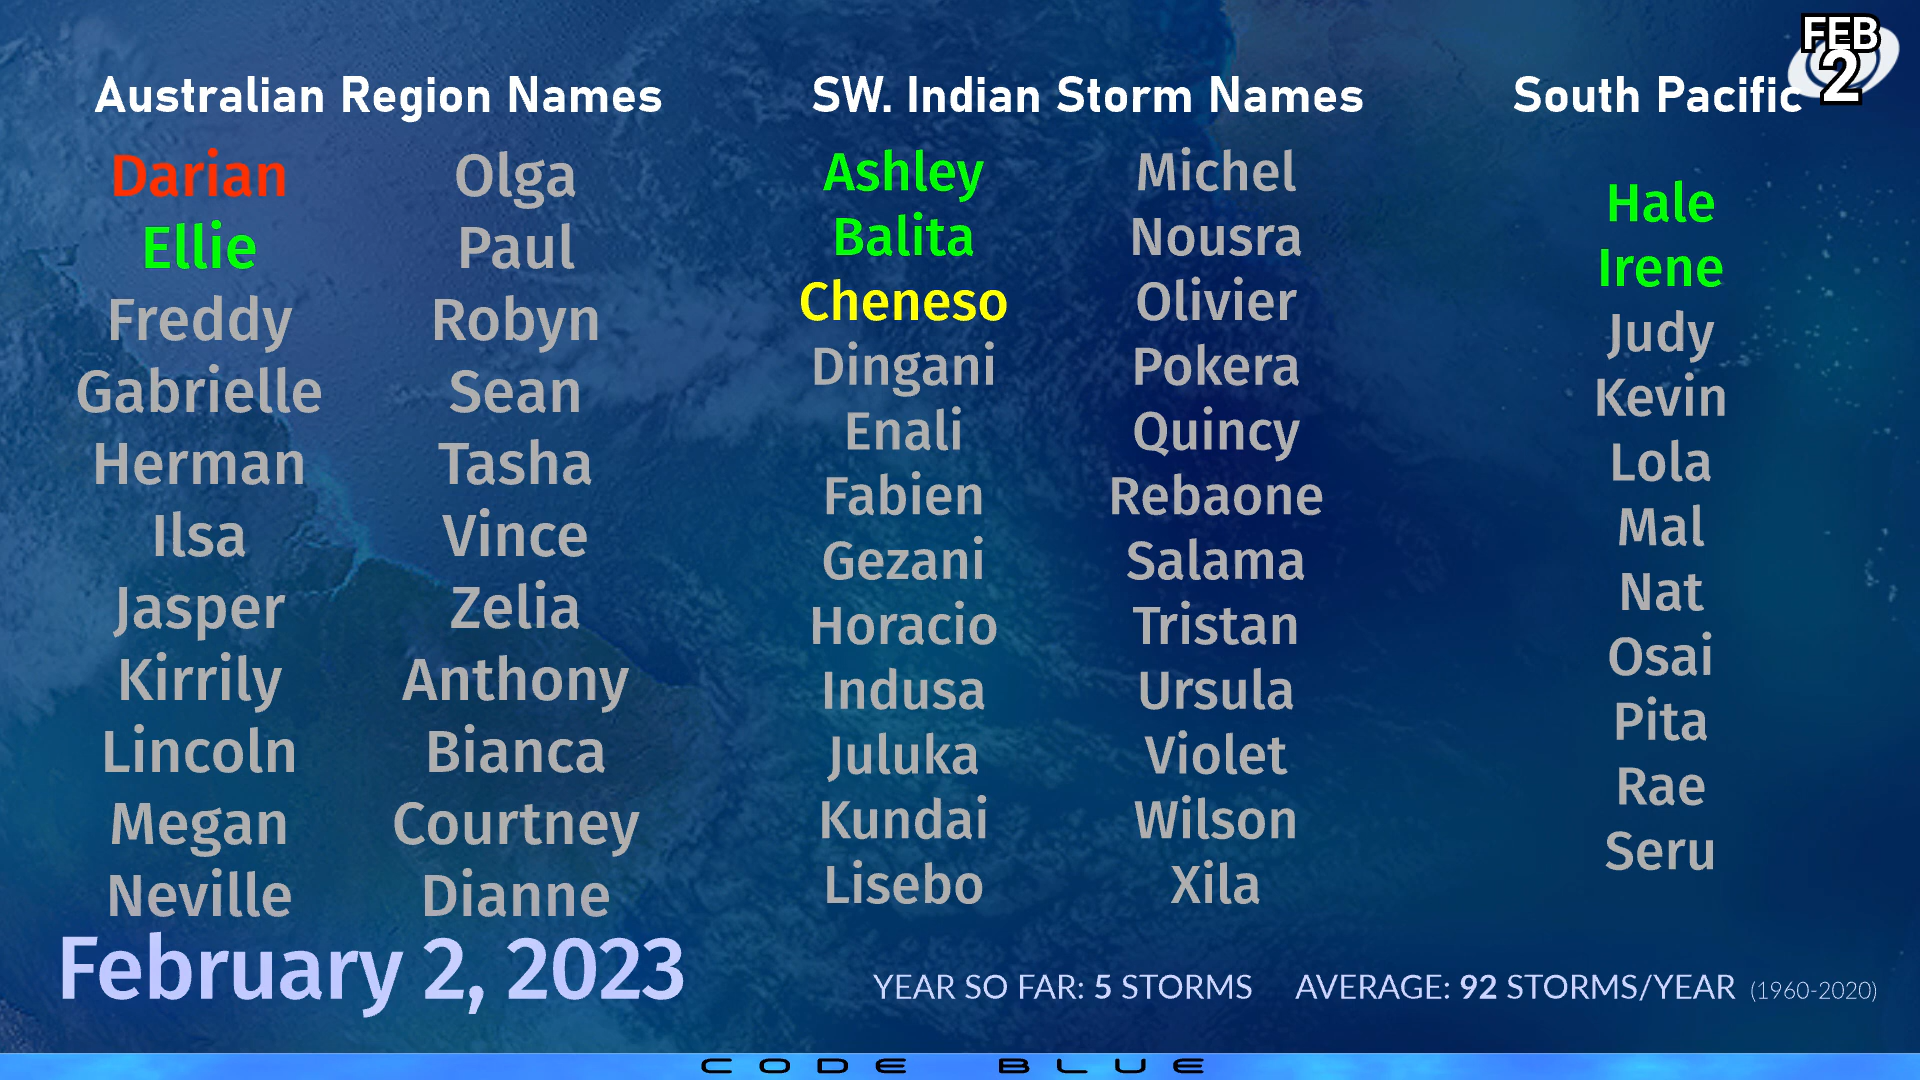 FEB
2
Australian Region Names
Darian
Ellie
Freddy
Gabrielle
Herman
Ilsa
Jasper
Kirrily
Lincoln
Megan
Neville
Olga
Paul
Robyn
Sean
Tasha
Vince
Zelia
Anthony
Bianca
Courtney
Dianne
SW. Indian Storm Names
Ashley
Balita
Cheneso
Dingani
Enali
Fabien
Gezani
Horacio
Indusa
Juluka
Kundai
Lisebo
Michel
Nousra
Olivier
Pokera
Quincy
Rebaone
Salama
Tristan
Ursula
Violet
Wilson
Xila
South Pacific
Hale
Irene
Judy
Kevin
Lola
Mal
Nat
Osai
Pita
Rae
Seru
February 2, 2023
YEAR SO FAR: 5 STORMS AVERAGE: 92 STORMS/YEAR (1960-2020)
CODE BLUE